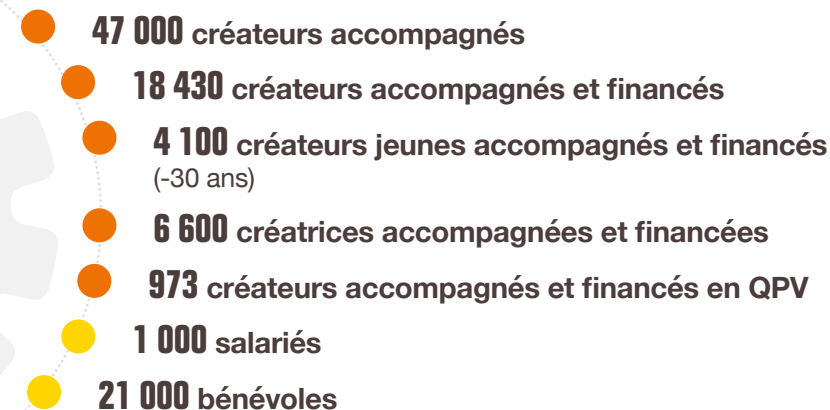 47 000 créateurs accompagnés
18 430 créateurs accompagnés et financés
4 100 créateurs jeunes accompagnés et financés
(-30 ans)
6 600 créatrices accompagnées et financées
973 créateurs accompagnés et financés en QPV
1 000 salariés
21 000 bénévoles